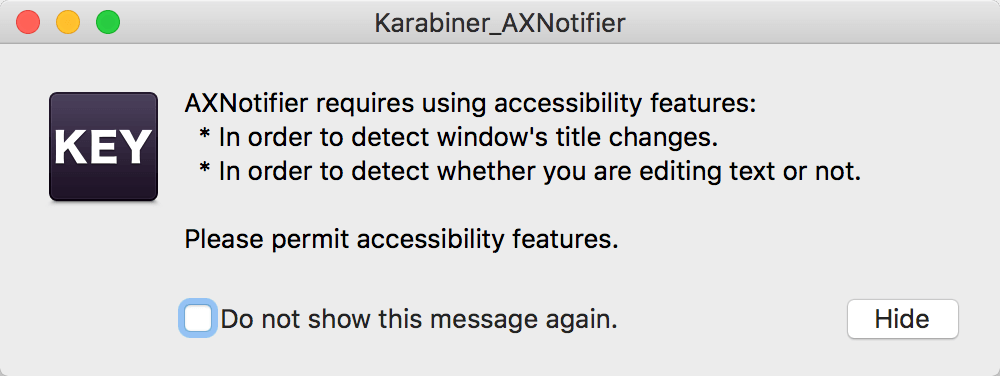 Karabiner_AXNotifier
KEY
AXNotifier requires using accessibility features:
* In order to detect window's title changes.
* In order to detect whether you are editing text or not.
Please permit accessibility features.
Do not show this message again.
Hide